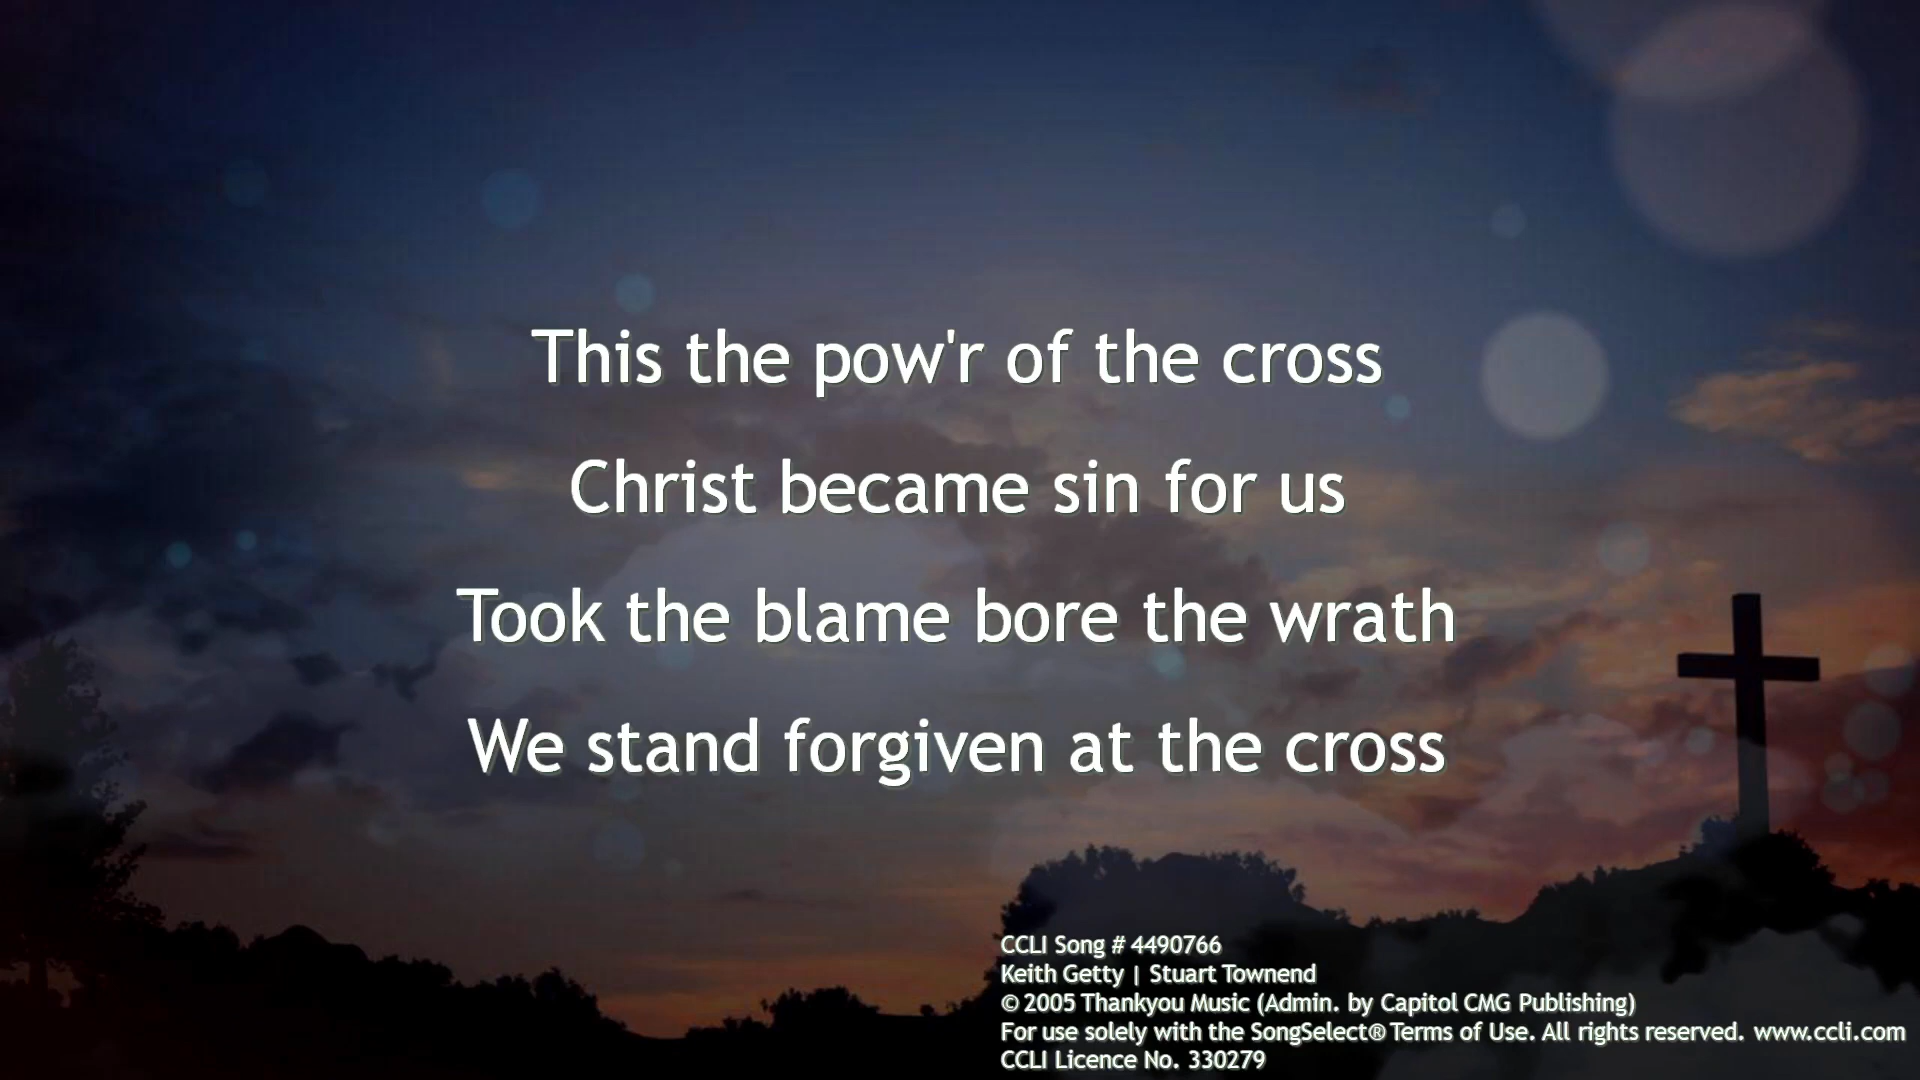 This the pow'r of the cross
Christ became sin for us
Took the blame bore the wrath
We stand forgiven at the cross
CCLI Song # 4490766
Keith Getty | Stuart Townend
© 2005 Thankyou Music (Admin. by Capitol CMG Publishing)
For use solely with the SongSelect® Terms of Use. All rights reserved. www.ccli.com
CCLI Licence No. 330279